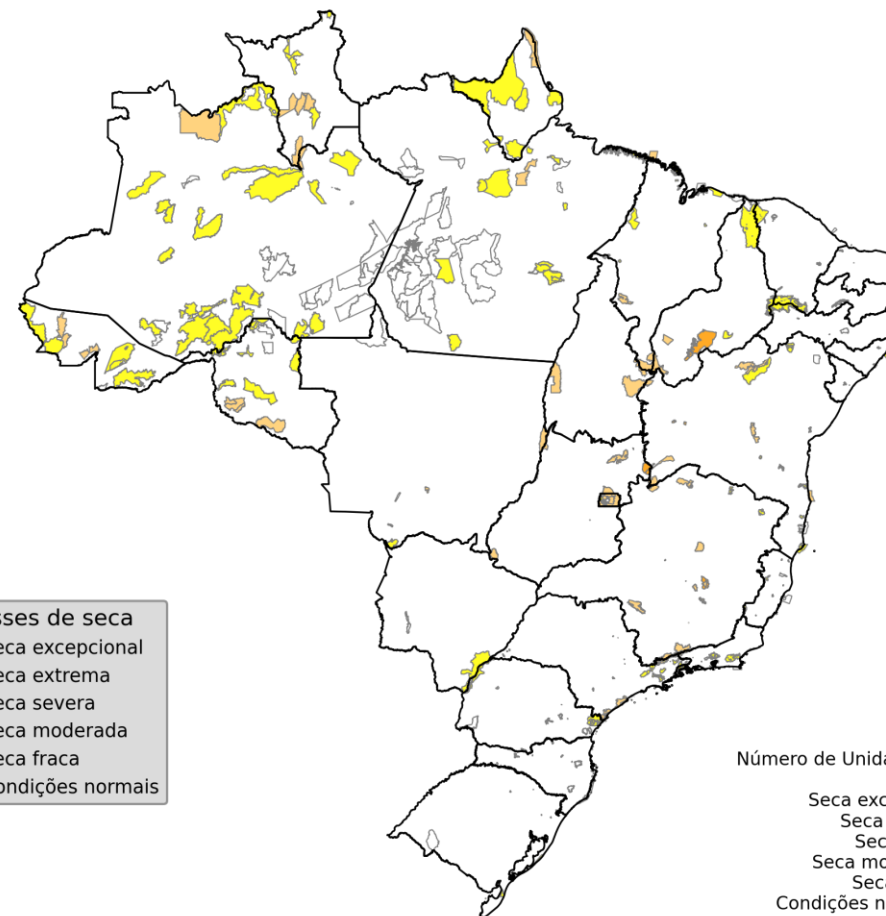 sses de seca
eca excepcional
eca extrema
eca severa
eca moderada
eca fraca
ondições normais
Número de Unida
Seca exc
Seca
Sec
Seca mo
Seca
Condições n